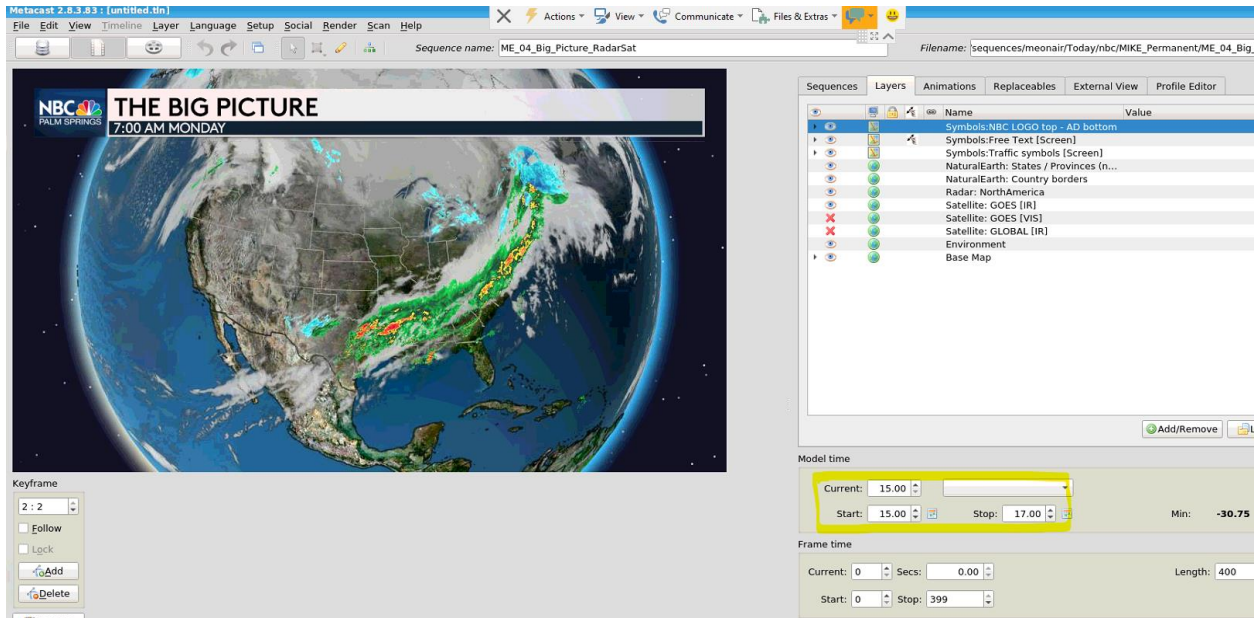 Metacast 2.8.3.83 : [untitled.tln]
Actions View Communicate Files & Extras
File Edit View Timeline Layer Language Setup Social Render Scan Help
Sequence name: ME_04_Big_Picture_RadarSat Filename: /sequences/meonair/Today/nbc/MIKE_Permanent/ME_04_Big_
Sequences Layers Animations Replaceables External View Profile Editor
NBC
PALM SPRINGS
THE BIG PICTURE
7:00 AM MONDAY
Name Value
Symbols:NBC LOGO top - AD bottom
Symbols:Free Text [Screen]
Symbols:Traffic symbols [Screen]
NaturalEarth: States / Provinces (n...
NaturalEarth: Country borders
Radar: NorthAmerica
Satellite: GOES [IR]
Satellite: GOES [VIS]
Satellite: GLOBAL [IR]
Environment
Base Map
Add/Remove L
Model time
Current: 15.00
Start: 15.00 Stop: 17.00 Min: -30.75
Frame time
Current: 0 Secs: 0.00 Length: 400
Start: 0 Stop: 399
Keyframe
2 : 2
Follow
Lock
Add
Delete